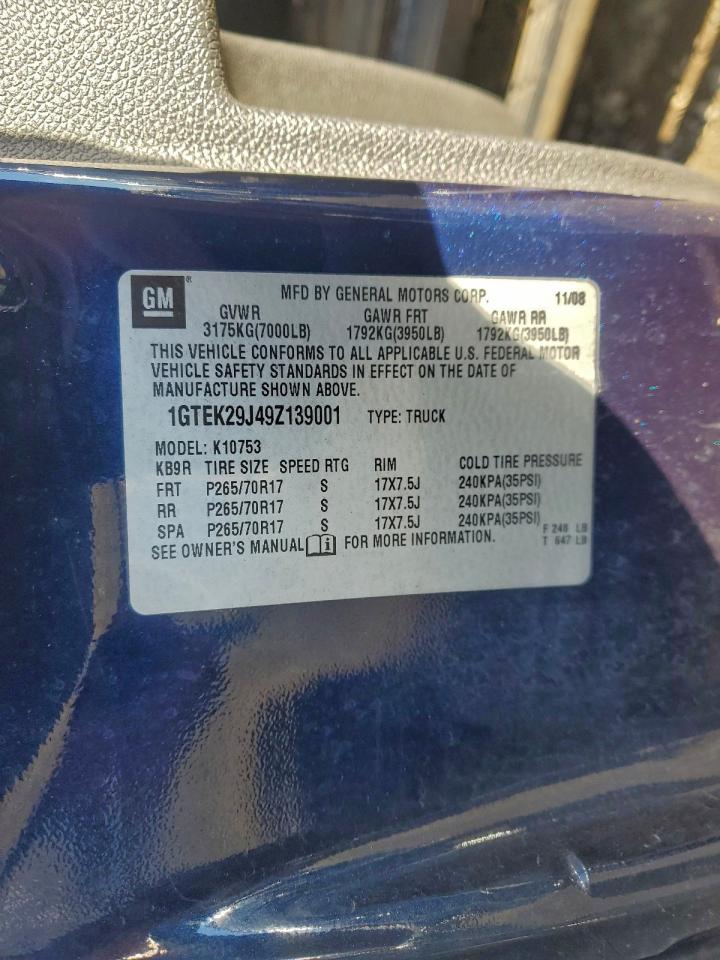 GM ® MFD BY GENERAL MOTORS CORP. 11/08
GVWR GAWR FRT GAWR RR
3175KG(7000LB) 1792KG(3950LB) 1792KG(3950LB)
THIS VEHICLE CONFORMS TO ALL APPLICABLE U.S. FEDERAL MOTOR
VEHICLE SAFETY STANDARDS IN EFFECT ON THE DATE OF
MANUFACTURE SHOWN ABOVE.
1GTEK29J49Z139001 TYPE: TRUCK
MODEL: K10753
KB9R TIRE SIZE SPEED RTG RIM COLD TIRE PRESSURE
FRT P265/70R17 S 17X7.5J 240KPA(35PSI)
RR P265/70R17 S 17X7.5J 240KPA(35PSI)
SPA P265/70R17 S 17X7.5J 240KPA(35PSI) F 248 LB
SEE OWNER'S MANUAL i FOR MORE INFORMATION. T 647 LB